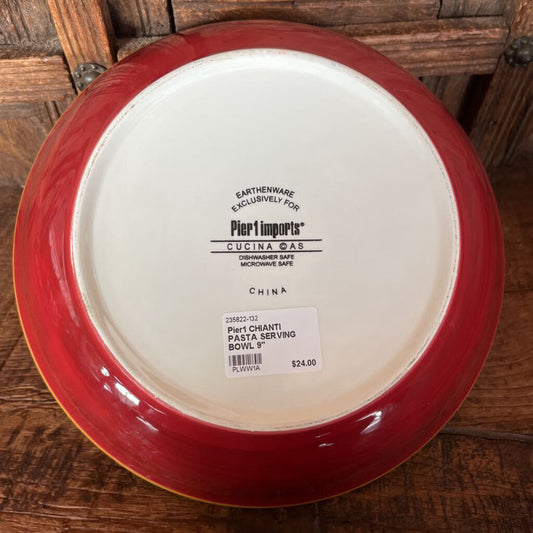 EARTHENWARE
EXCLUSIVELY FOR
Pier1 imports®
CUCINA ©AS
DISHWASHER SAFE
MICROWAVE SAFE
CHINA
235822-132
Pier1 CHIANTI
PASTA SERVING
BOWL 9"
PLWW1A
$24.00